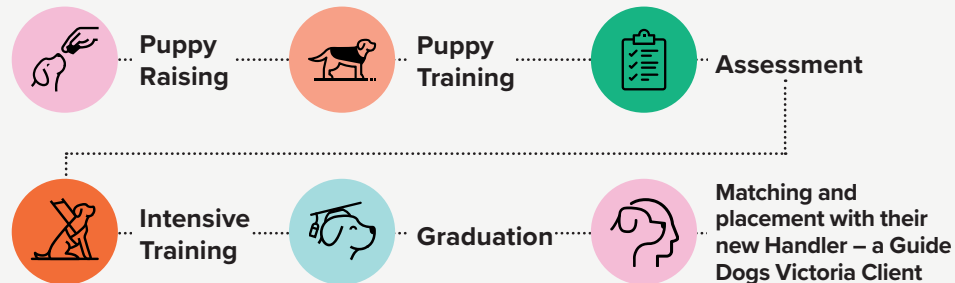 Puppy
Raising
Puppy
Training
Assessment
Intensive
Training
Graduation
Matching and
placement with their
new Handler – a Guide
Dogs Victoria Client